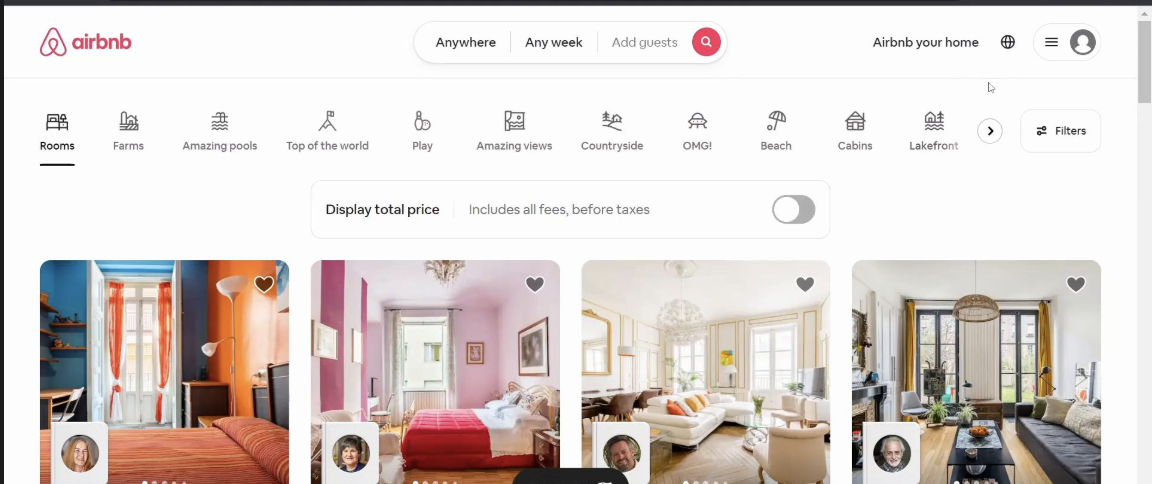 airbnb
Anywhere Any week Add guests
Airbnb your home
Rooms Farms Amazing pools Top of the world Play Amazing views Countryside OMG! Beach Cabins Lakefront
Filters
Display total price Includes all fees, before taxes